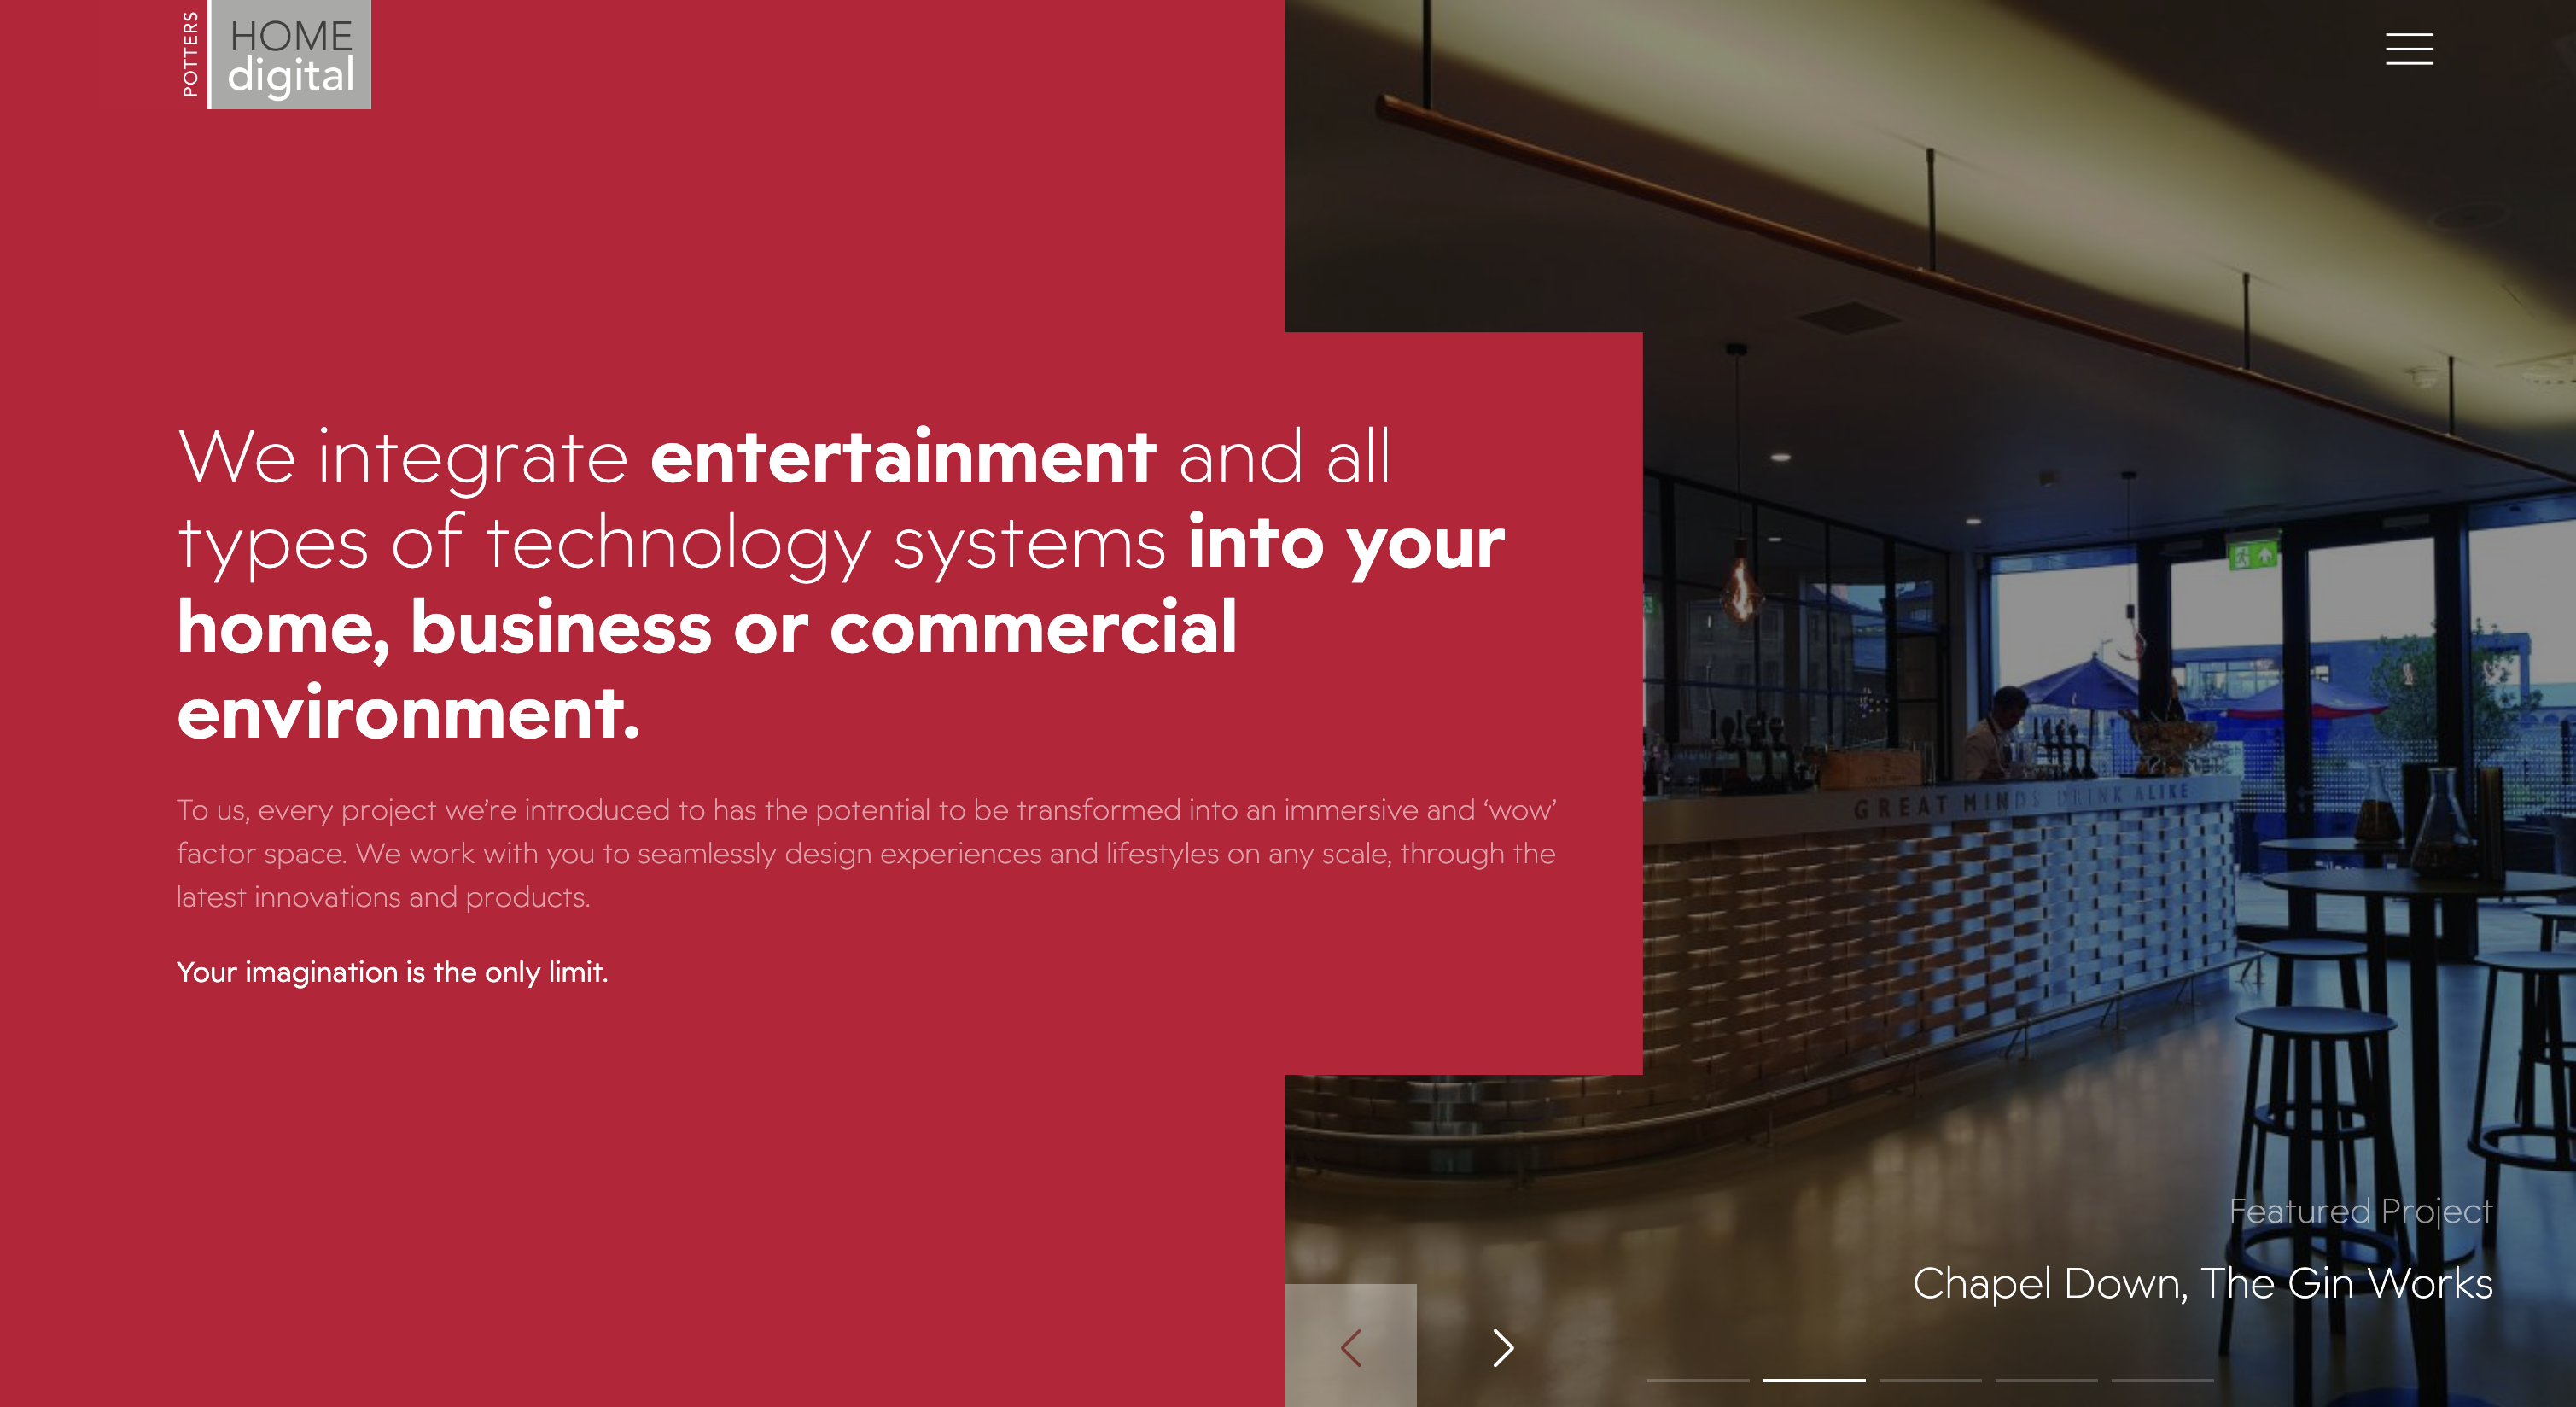 POTTERS
HOME
digital
We integrate entertainment and all
types of technology systems into your
home, business or commercial
environment.
To us, every project we’re introduced to has the potential to be transformed into an immersive and ‘wow’
factor space. We work with you to seamlessly design experiences and lifestyles on any scale, through the
latest innovations and products.
Your imagination is the only limit.
GREAT MINDS DRINK ALIKE
Featured Project
Chapel Down, The Gin Works